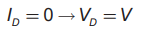 I_D = 0 → V_D = V